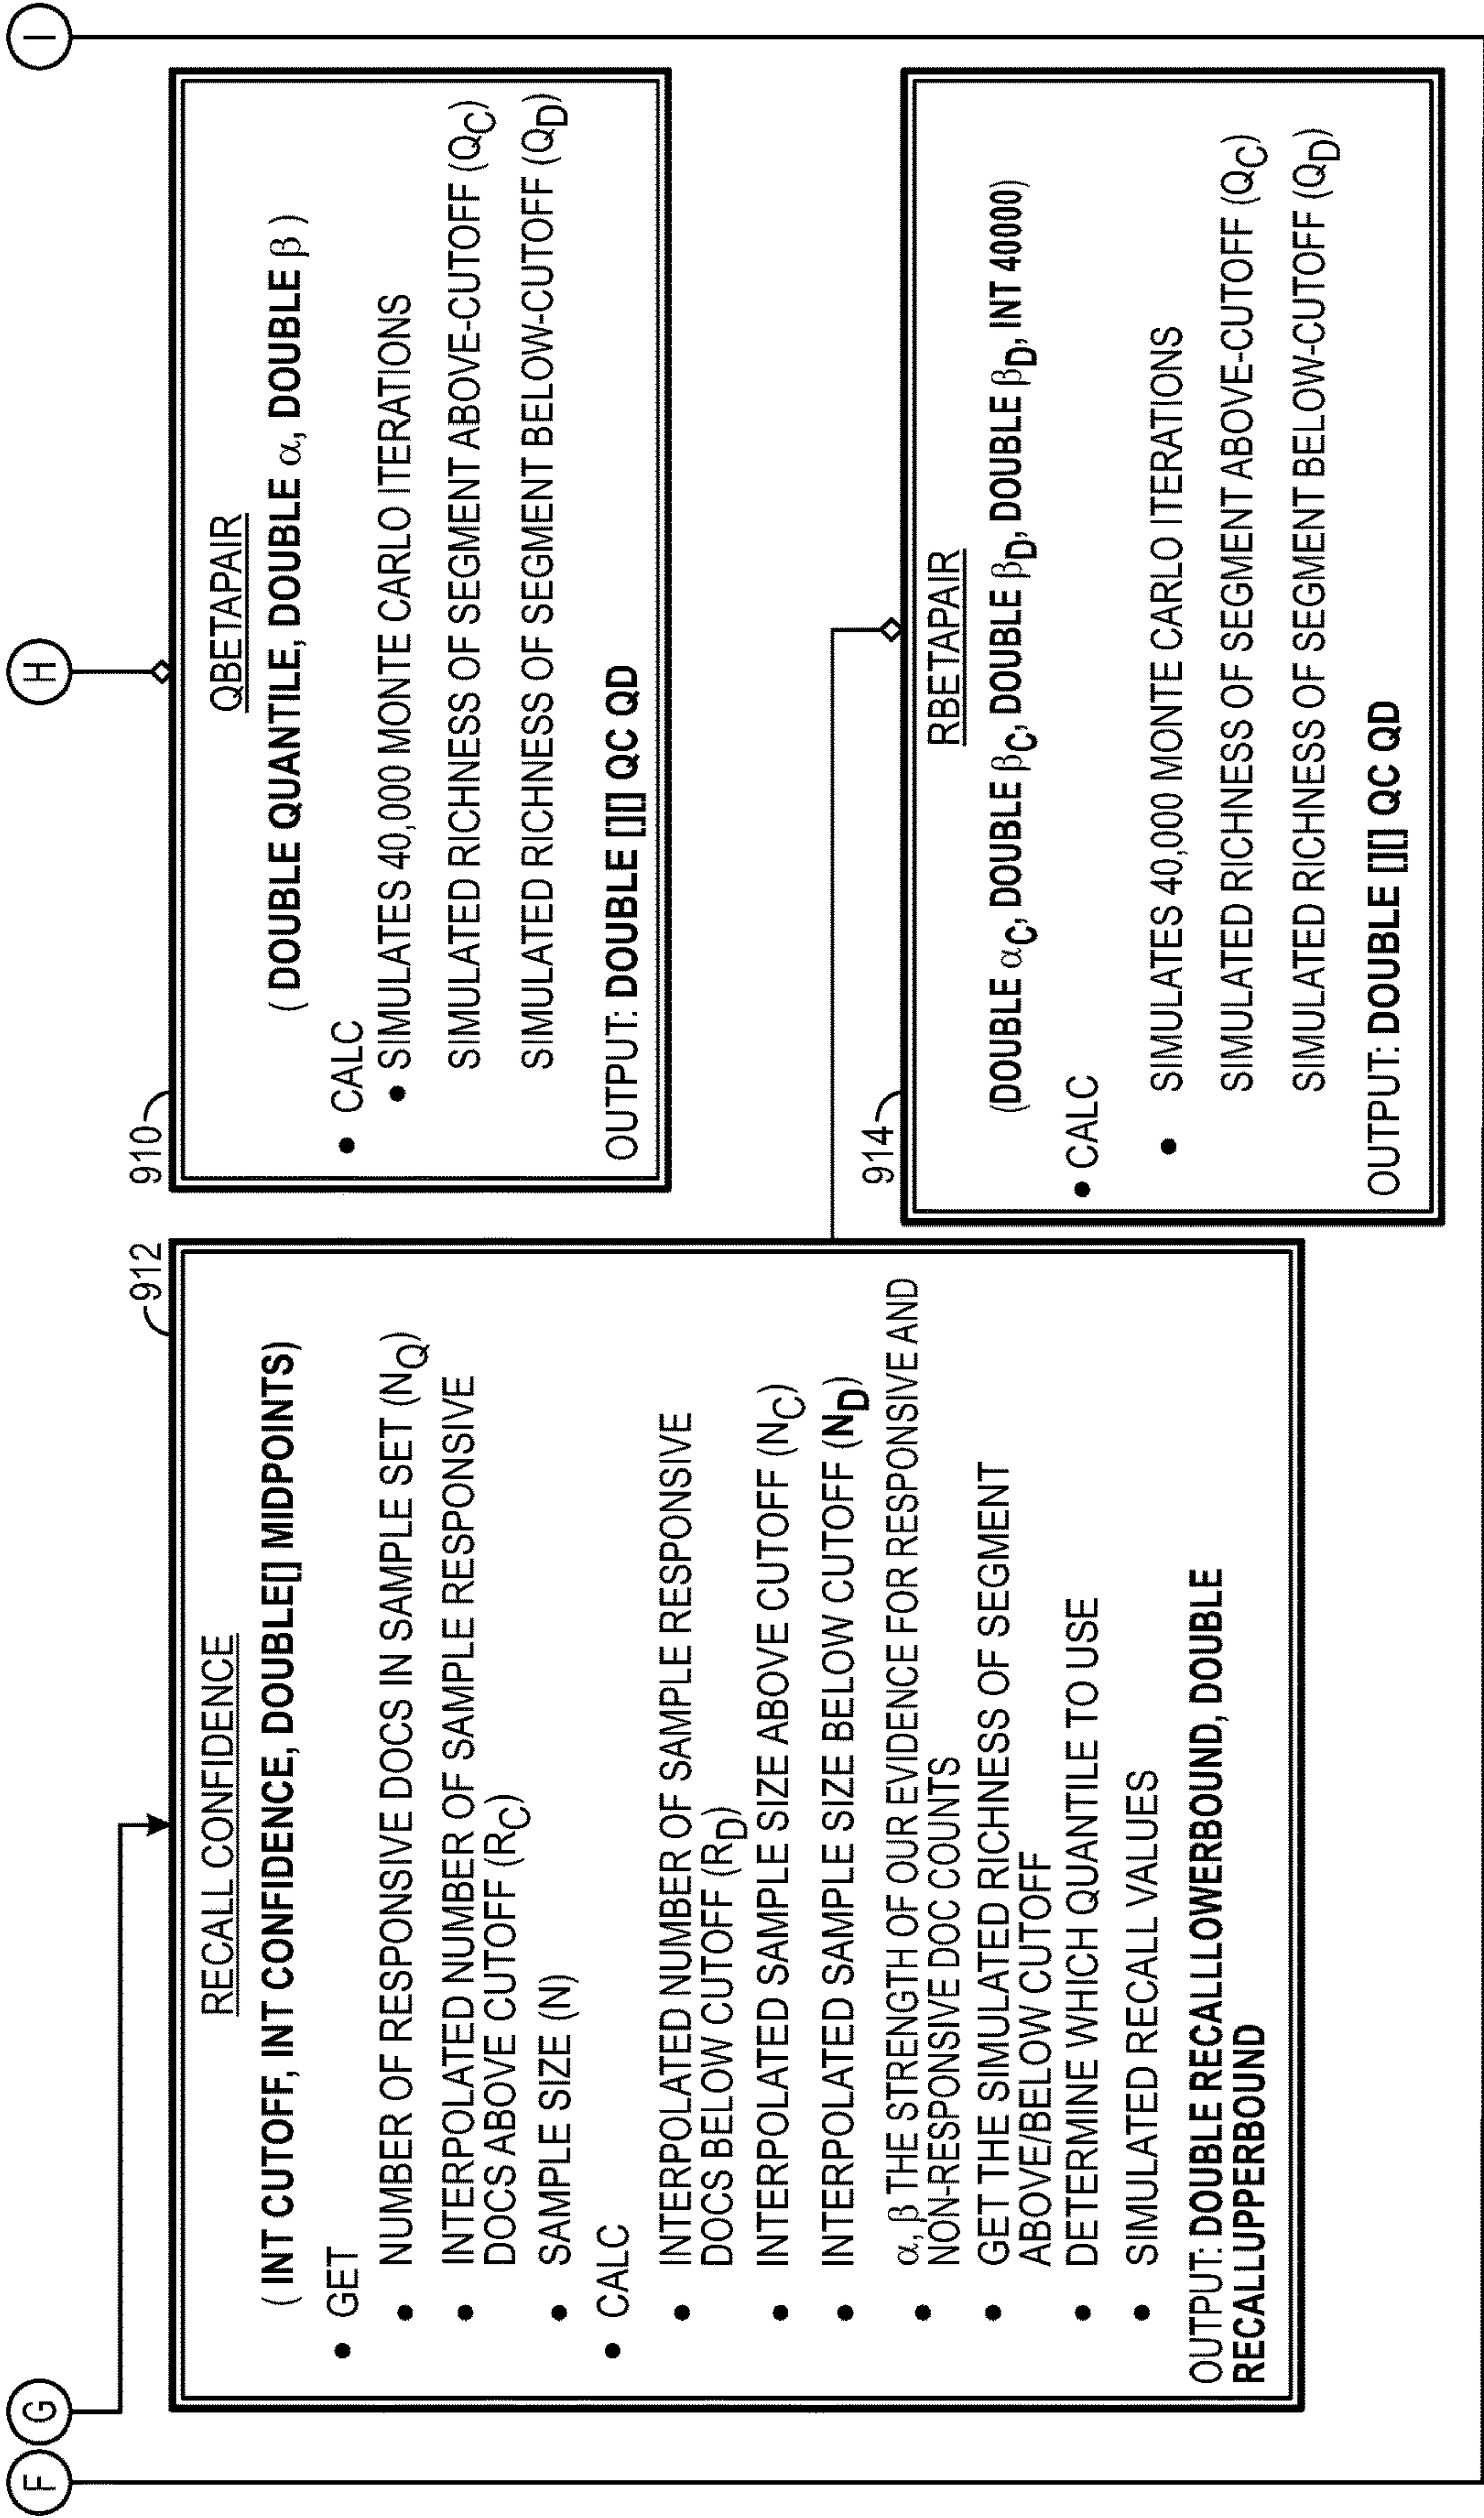 F
G
H
I
912
RECALL CONFIDENCE
( INT CUTOFF, INT CONFIDENCE, DOUBLE[] MIDPOINTS)
• GET
• NUMBER OF RESPONSIVE DOCS IN SAMPLE SET (NQ)
• INTERPOLATED NUMBER OF SAMPLE RESPONSIVE
DOCS ABOVE CUTOFF (RC)
• SAMPLE SIZE (N)
• CALC
• INTERPOLATED NUMBER OF SAMPLE RESPONSIVE
DOCS BELOW CUTOFF (RD)
• INTERPOLATED SAMPLE SIZE ABOVE CUTOFF (NC)
• INTERPOLATED SAMPLE SIZE BELOW CUTOFF (ND)
• α, β THE STRENGTH OF OUR EVIDENCE FOR RESPONSIVE AND
NON-RESPONSIVE DOC COUNTS
• GET THE SIMULATED RICHNESS OF SEGMENT
ABOVE/BELOW CUTOFF
• DETERMINE WHICH QUANTILE TO USE
• SIMULATED RECALL VALUES
OUTPUT: DOUBLE RECALLLOWERBOUND, DOUBLE
RECALLUPPERBOUND
910
QBETAPAIR
( DOUBLE QUANTILE, DOUBLE α, DOUBLE β )
• CALC
• SIMULATES 40,000 MONTE CARLO ITERATIONS
SIMULATED RICHNESS OF SEGMENT ABOVE-CUTOFF (QC)
SIMULATED RICHNESS OF SEGMENT BELOW-CUTOFF (QD)
OUTPUT: DOUBLE [][] QC QD
914
RBETAPAIR
(DOUBLE αC, DOUBLE βC, DOUBLE βD, DOUBLE βD, INT 40000)
• CALC
• SIMULATES 40,000 MONTE CARLO ITERATIONS
SIMULATED RICHNESS OF SEGMENT ABOVE-CUTOFF (QC)
SIMULATED RICHNESS OF SEGMENT BELOW-CUTOFF (QD)
OUTPUT: DOUBLE [][] QC QD